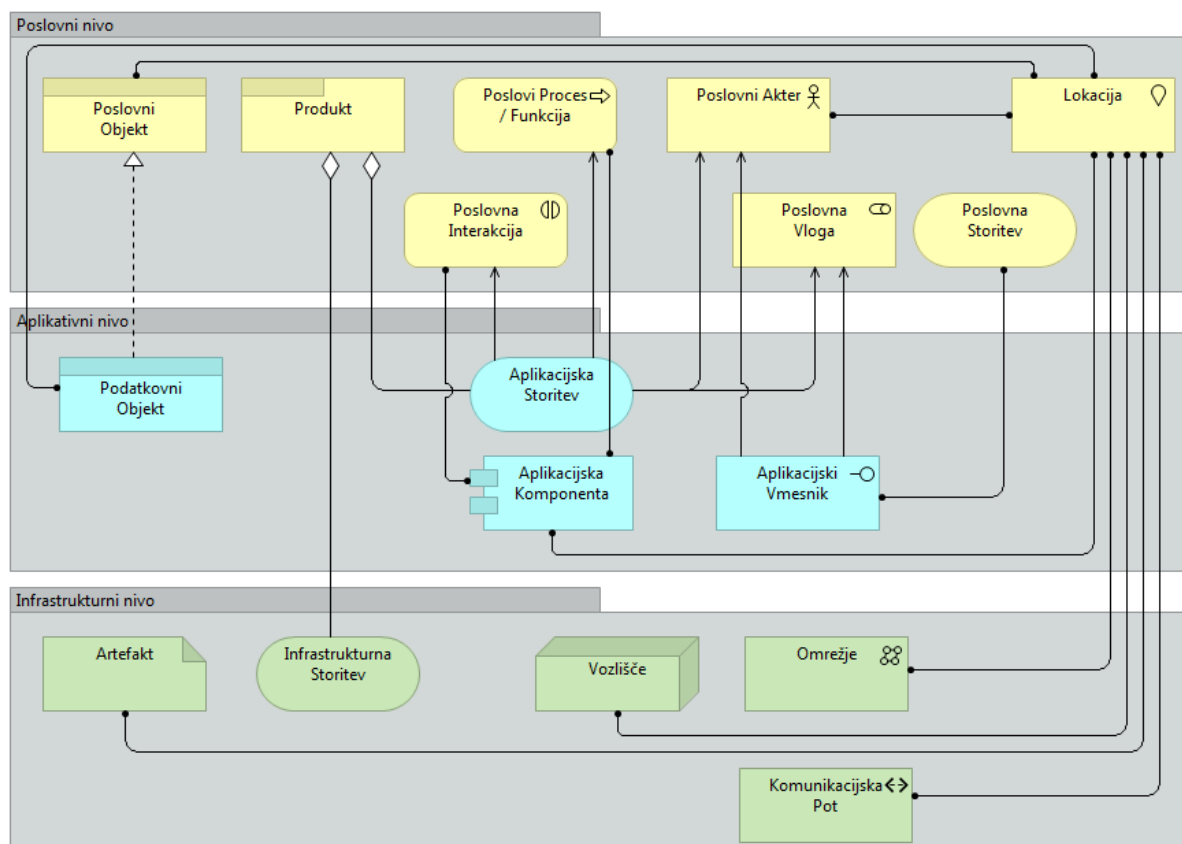 Poslovni nivo
Poslovni
Objekt
Produkt
Poslovi Proces
/ Funkcija
Poslovni Akter
Lokacija
Poslovna
Interakcija
Poslovna
Vloga
Poslovna
Storitev
Aplikativni nivo
Podatkovni
Objekt
Aplikacijska
Storitev
Aplikacijska
Komponenta
Aplikacijski
Vmesnik
Infrastrukturni nivo
Artefakt
Infrastrukturna
Storitev
Vozlišče
Omrežje
Komunikacijska
Pot